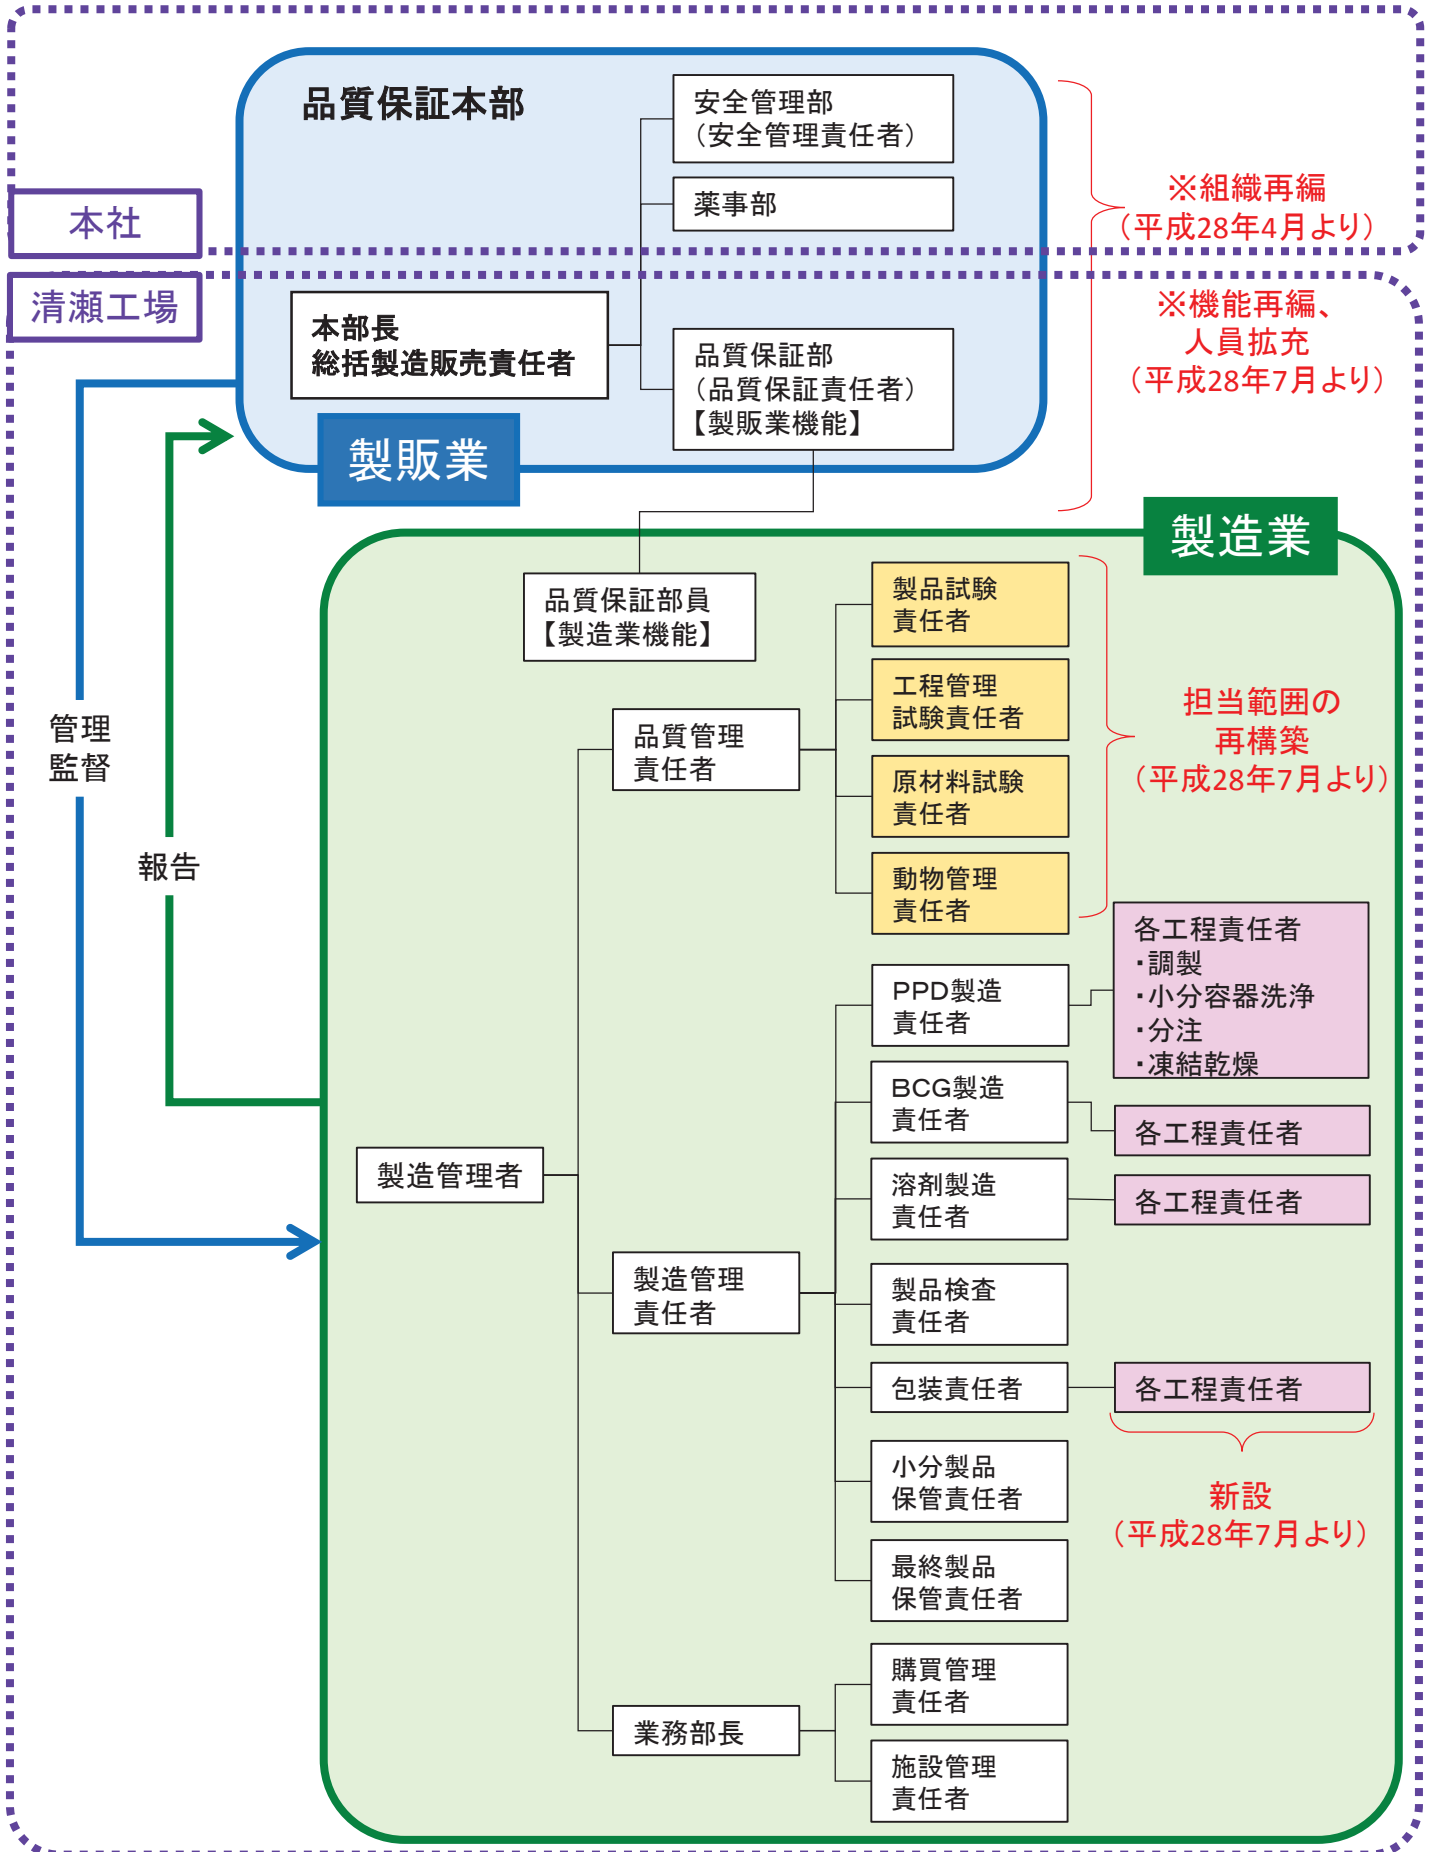 品質保証本部
安全管理部
（安全管理責任者）
薬事部
本社
※組織再編
（平成28年4月より）
清瀬工場
※機能再編、
人員拡充
（平成28年7月より）
本部長
総括製造販売責任者
品質保証部
（品質保証責任者）
【製販業機能】
製販業
製造業
品質保証部員
【製造業機能】
製品試験
責任者
工程管理
試験責任者
品質管理
責任者
原材料試験
責任者
動物管理
責任者
担当範囲の
再構築
（平成28年7月より）
管理
監督
報告
PPD製造
責任者
各工程責任者
・調製
・小分容器洗浄
・分注
・凍結乾燥
BCG製造
責任者
各工程責任者
製造管理者
溶剤製造
責任者
各工程責任者
製造管理
責任者
製品検査
責任者
包装責任者
各工程責任者
小分製品
保管責任者
新設
（平成28年7月より）
最終製品
保管責任者
購買管理
責任者
業務部長
施設管理
責任者